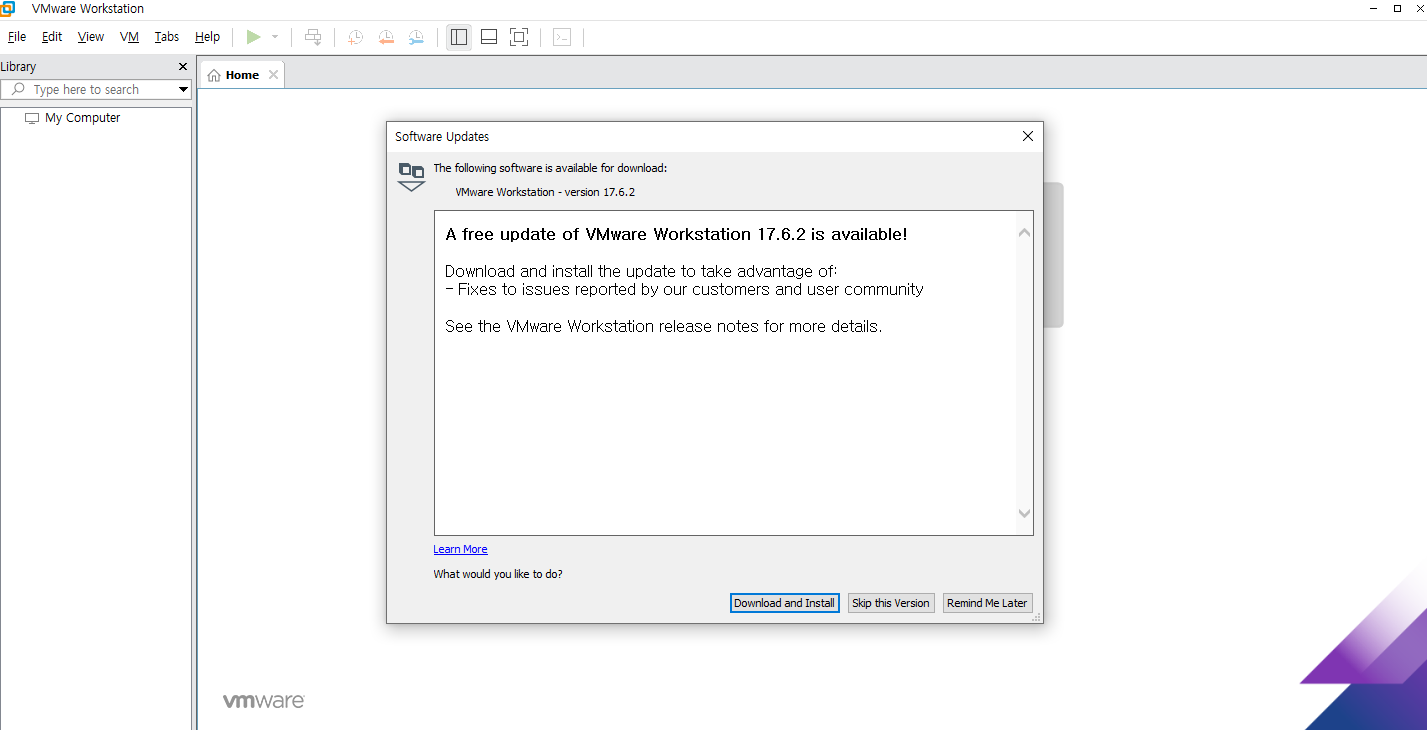 VMware Workstation
File Edit View VM Tabs Help
Library
Home
Type here to search
My Computer
Software Updates
The following software is available for download:
VMware Workstation - version 17.6.2
A free update of VMware Workstation 17.6.2 is available!
Download and install the update to take advantage of:
- Fixes to issues reported by our customers and user community
See the VMware Workstation release notes for more details.
Learn More
What would you like to do?
Download and Install Skip this Version Remind Me Later
vmware